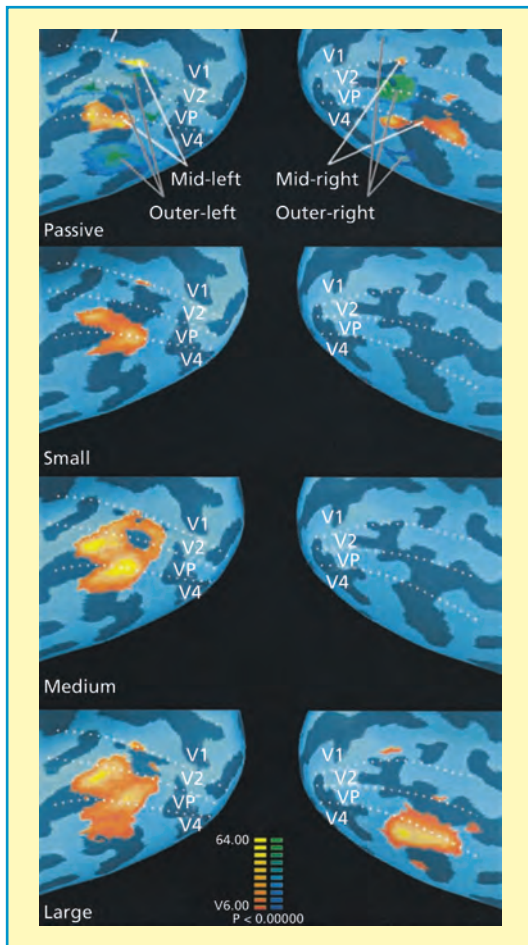 V1 V1
V2 V2
VP VP
V4 V4
Mid-left Mid-right
Outer-left Outer-right
Passive
V1 V1
V2 V2
VP VP
V4 V4
Small
V1 V1
V2 V2
VP VP
V4 V4
Medium
V1 V1
V2 V2
VP VP
V4 V4
64.00
V6.00
P < 0.00000
Large